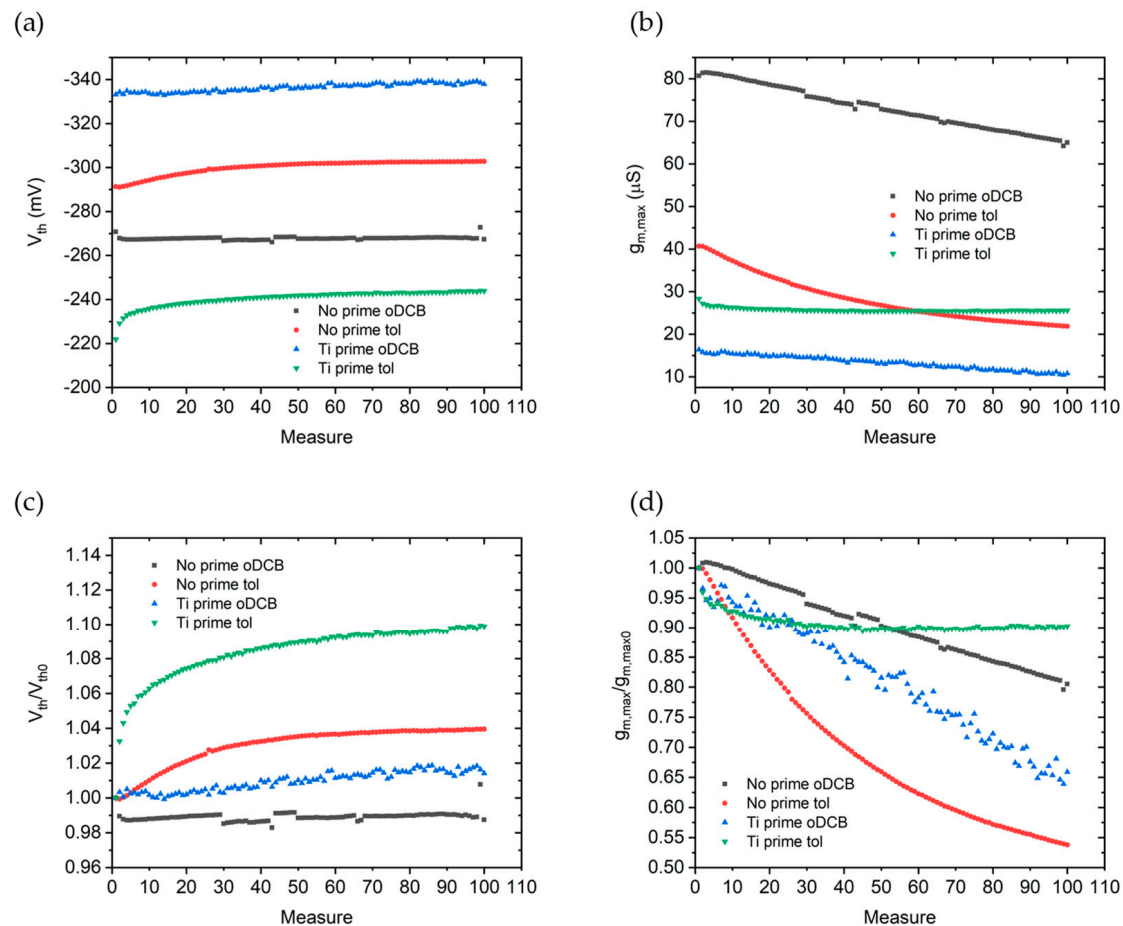 (a)
-340
-320
-300
-280
-260
-240
-220
-200
0 10 20 30 40 50 60 70 80 90 100 110
V_th (mV)
Measure
No prime oDCB
No prime tol
Ti prime oDCB
Ti prime tol
(b)
80
70
60
50
40
30
20
10
0 10 20 30 40 50 60 70 80 90 100 110
g_m,max (μS)
Measure
No prime oDCB
No prime tol
Ti prime oDCB
Ti prime tol
(c)
1.14
1.12
1.10
1.08
1.06
1.04
1.02
1.00
0.98
0.96
0 10 20 30 40 50 60 70 80 90 100 110
V_th/V_th0
Measure
No prime oDCB
No prime tol
Ti prime oDCB
Ti prime tol
(d)
1.05
1.00
0.95
0.90
0.85
0.80
0.75
0.70
0.65
0.60
0.55
0.50
0 10 20 30 40 50 60 70 80 90 100 110
g_m,max/g_m,max0
Measure
No prime oDCB
No prime tol
Ti prime oDCB
Ti prime tol